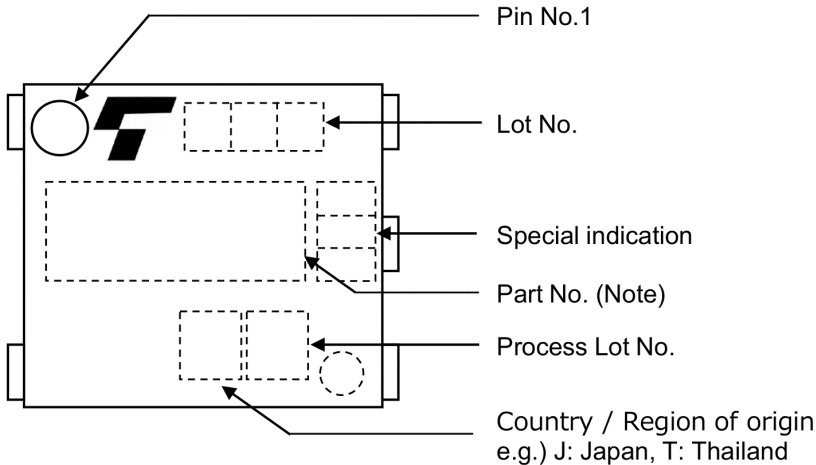 Pin No.1
Lot No.
Special indication
Part No. (Note)
Process Lot No.
Country / Region of origin
e.g.) J: Japan, T: Thailand